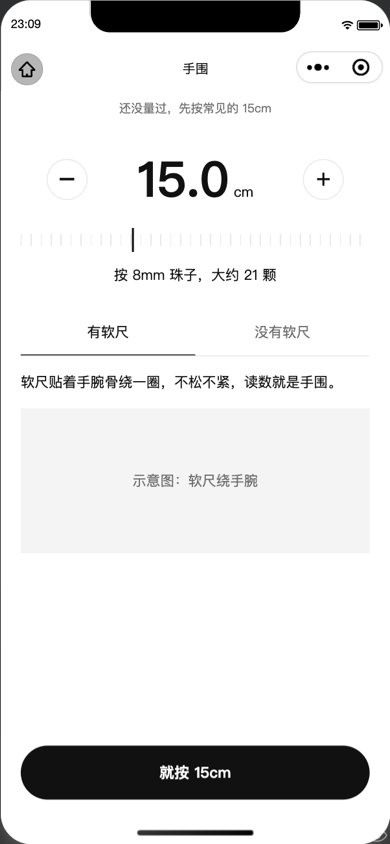 23:09
手围
还没量过，先按常见的 15cm
15.0 cm
按 8mm 珠子，大约 21 颗
有软尺
没有软尺
软尺贴着手腕骨绕一圈，不松不紧，读数就是手围。
示意图：软尺绕手腕
就按 15cm